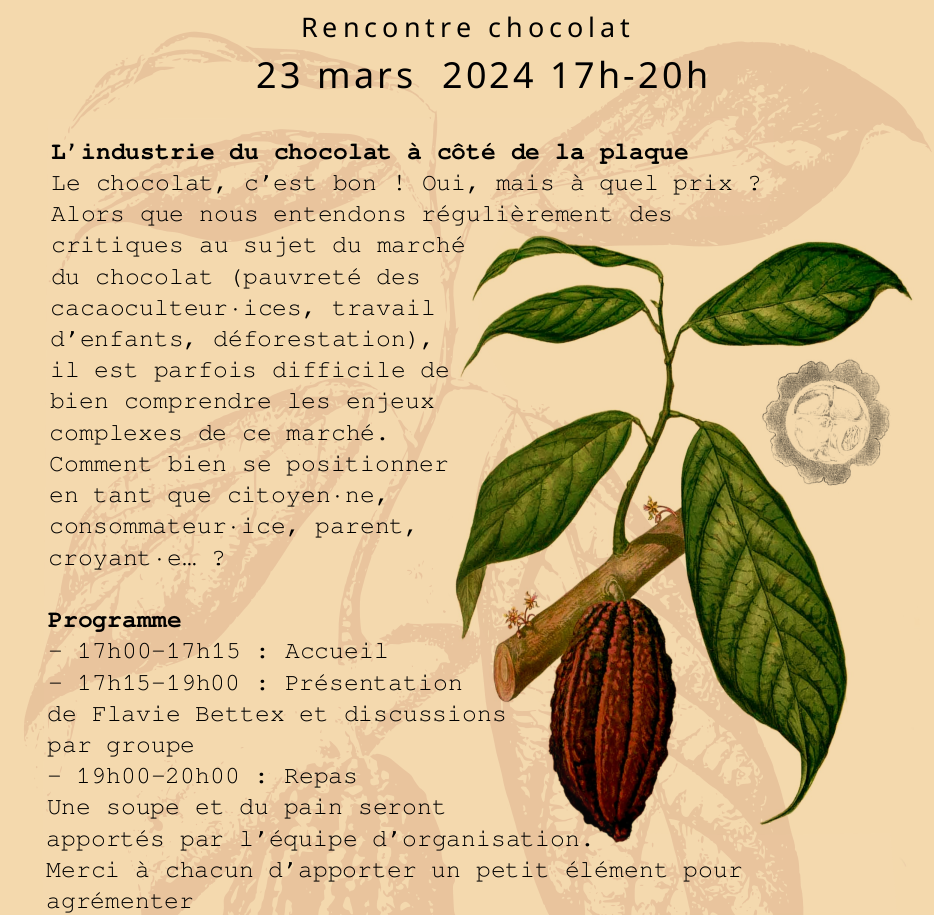 Rencontre chocolat
23 mars 2024 17h-20h
L'industrie du chocolat à côté de la plaque
Le chocolat, c'est bon ! Oui, mais à quel prix ?
Alors que nous entendons régulièrement des
critiques au sujet du marché
du chocolat (pauvreté des
cacaoculteur·ices, travail
d'enfants, déforestation),
il est parfois difficile de
bien comprendre les enjeux
complexes de ce marché.
Comment bien se positionner
en tant que citoyen·ne,
consommateur·ice, parent,
croyant·e… ?
Programme
- 17h00-17h15 : Accueil
- 17h15-19h00 : Présentation
de Flavie Bettex et discussions
par groupe
- 19h00-20h00 : Repas
Une soupe et du pain seront
apportés par l'équipe d'organisation.
Merci à chacun d'apporter un petit élément pour
agrémenter